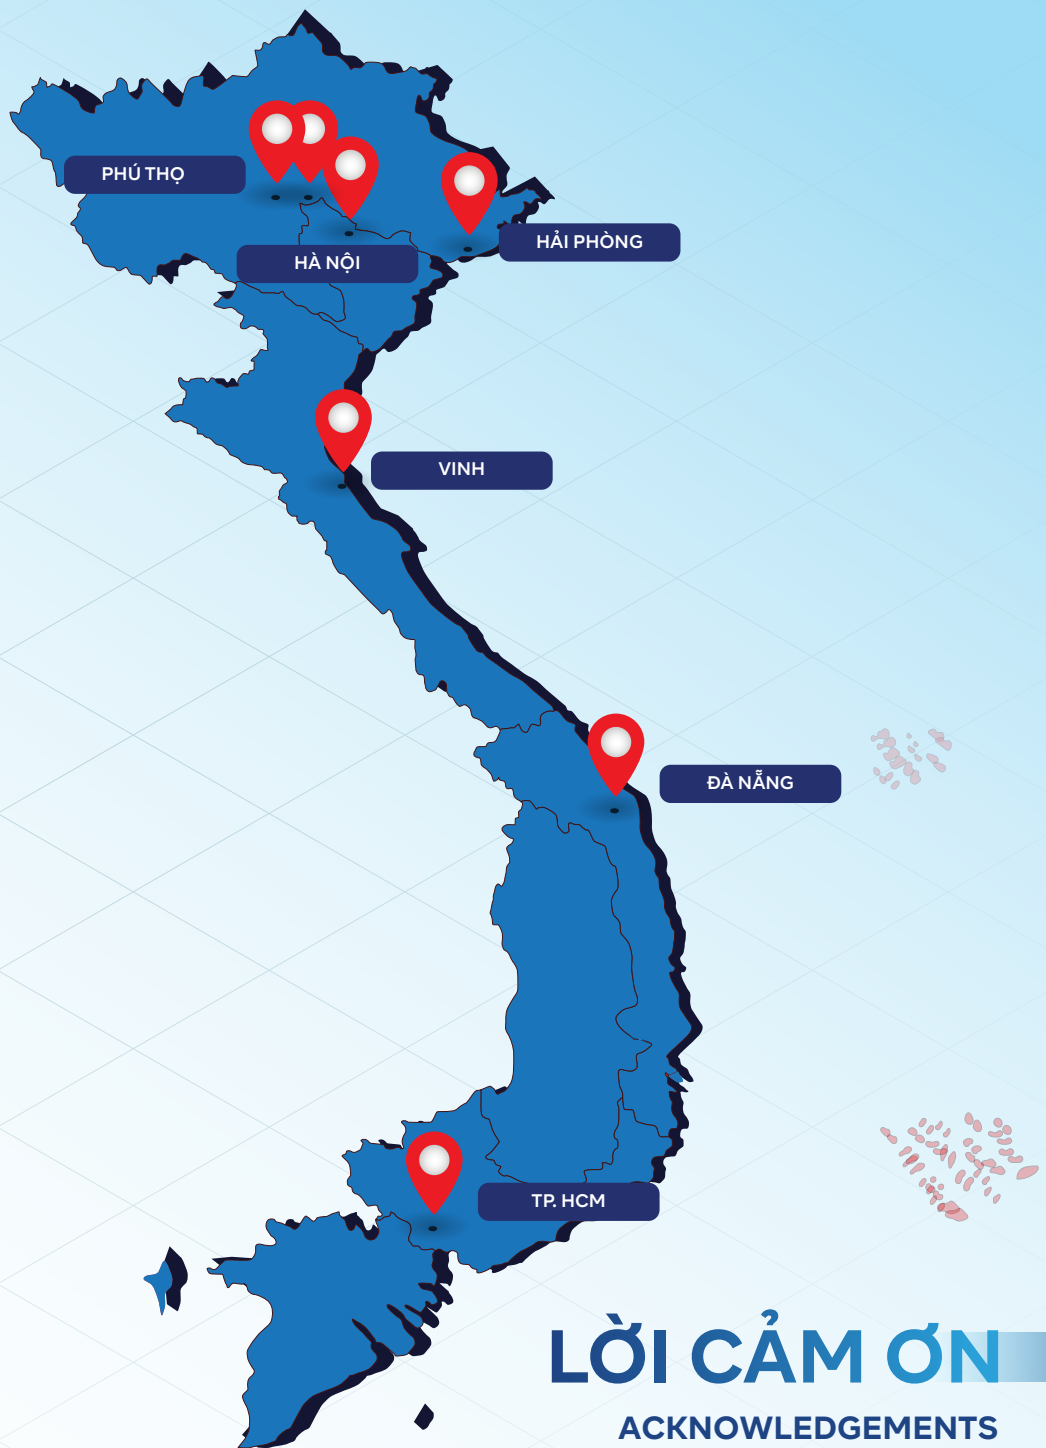 PHÚ THỌ
HẢI PHÒNG
HÀ NỘI
VINH
ĐÀ NẴNG
TP. HCM
LỜI CẢM ƠN
ACKNOWLEDGEMENTS